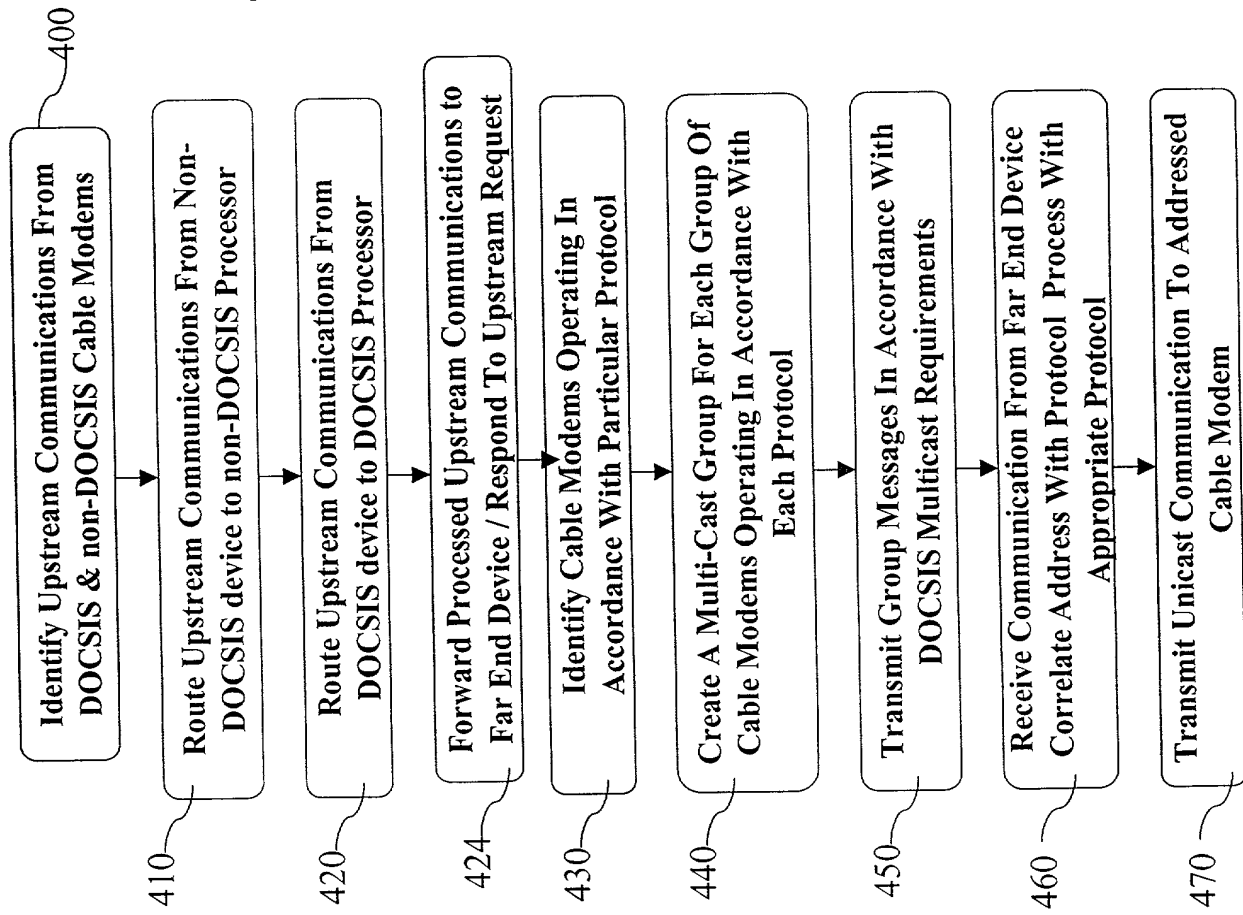 400
Identify Upstream Communications From
DOCSIS & non-DOCSIS Cable Modems
410
Route Upstream Communications From Non-
DOCSIS device to non-DOCSIS Processor
420
Route Upstream Communications From
DOCSIS device to DOCSIS Processor
424
Forward Processed Upstream Communications to
Far End Device / Respond To Upstream Request
430
Identify Cable Modems Operating In
Accordance With Particular Protocol
440
Create A Multi-Cast Group For Each Group Of
Cable Modems Operating In Accordance With
Each Protocol
450
Transmit Group Messages In Accordance With
DOCSIS Multicast Requirements
460
Receive Communication From Far End Device
Correlate Address With Protocol Process With
Appropriate Protocol
470
Transmit Unicast Communication To Addressed
Cable Modem